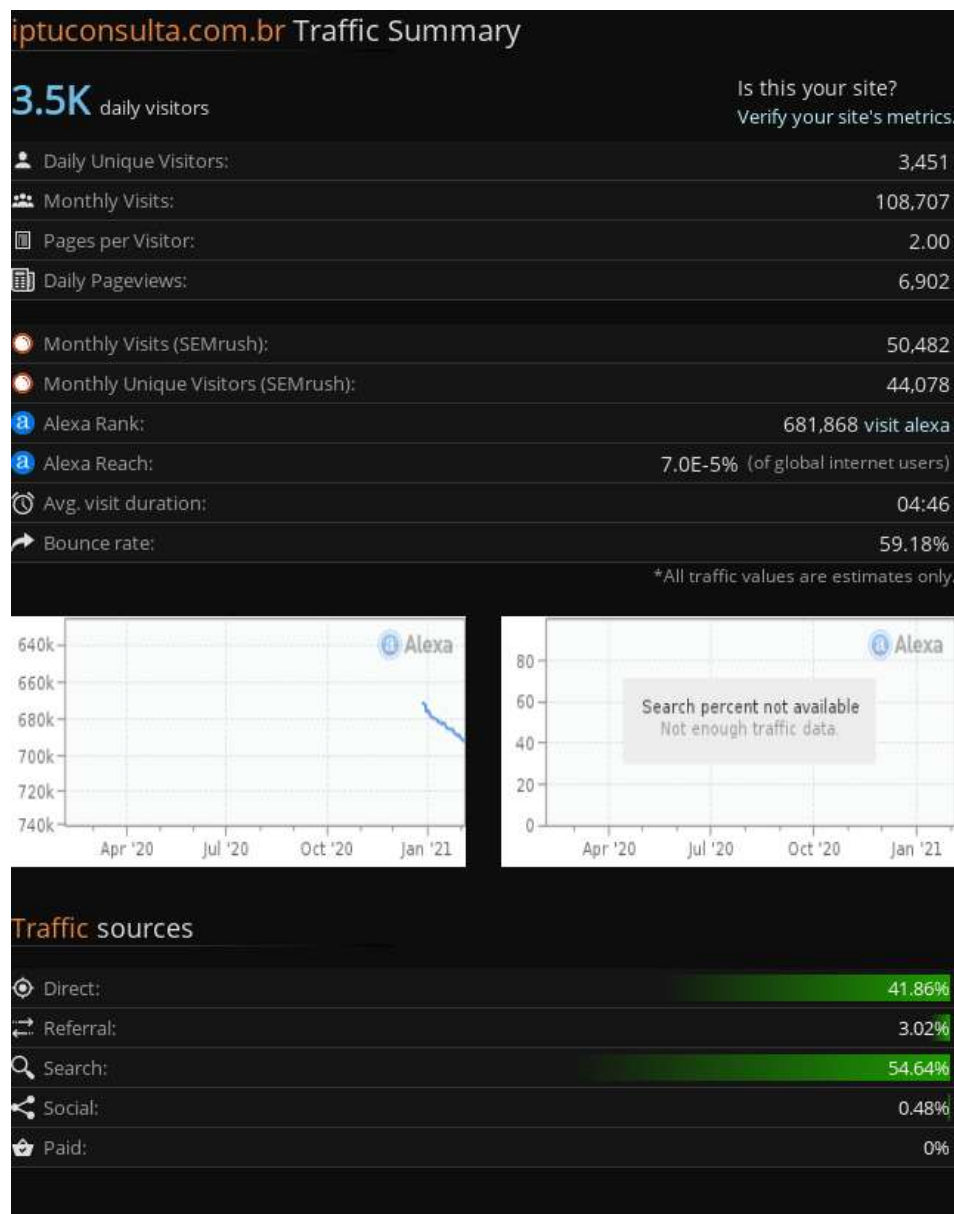 iptuconsulta.com.br Traffic Summary
3.5K daily visitors
Is this your site?
Verify your site's metrics.
Daily Unique Visitors: 3,451
Monthly Visits: 108,707
Pages per Visitor: 2.00
Daily Pageviews: 6,902
Monthly Visits (SEMrush): 50,482
Monthly Unique Visitors (SEMrush): 44,078
a Alexa Rank: 681,868 visit alexa
a Alexa Reach: 7.0E-5% (of global internet users)
Avg. visit duration: 04:46
Bounce rate: 59.18%
*All traffic values are estimates only.
a Alexa
640k
660k
680k
700k
720k
740k
Apr '20 Jul '20 Oct '20 Jan '21
a Alexa
80
60
40
20
0
Search percent not available
Not enough traffic data.
Apr '20 Jul '20 Oct '20 Jan '21
Traffic sources
Direct: 41.86%
Referral: 3.02%
Search: 54.64%
Social: 0.48%
Paid: 0%